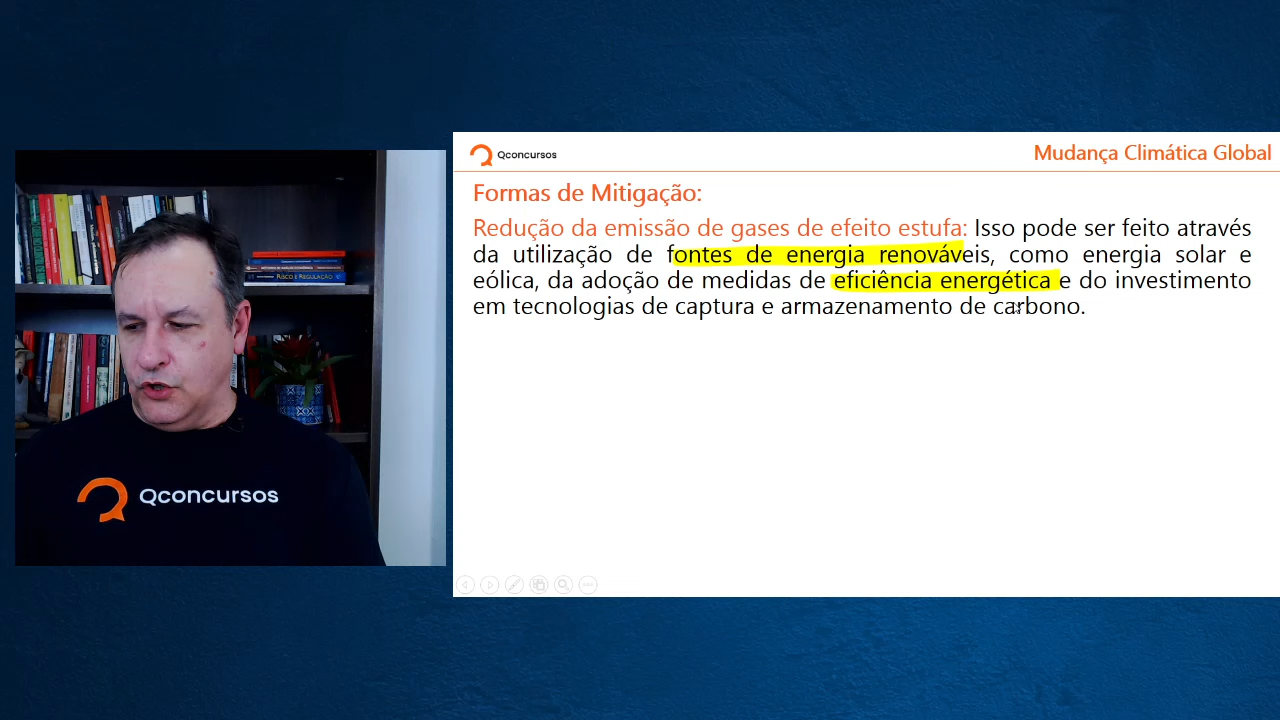 Qconcursos
Mudança Climática Global
Formas de Mitigação:
Redução da emissão de gases de efeito estufa: Isso pode ser feito através
da utilização de fontes de energia renováveis, como energia solar e
eólica, da adoção de medidas de eficiência energética e do investimento
em tecnologias de captura e armazenamento de carbono.
RISCO E REGULAÇÃO
Qconcursos